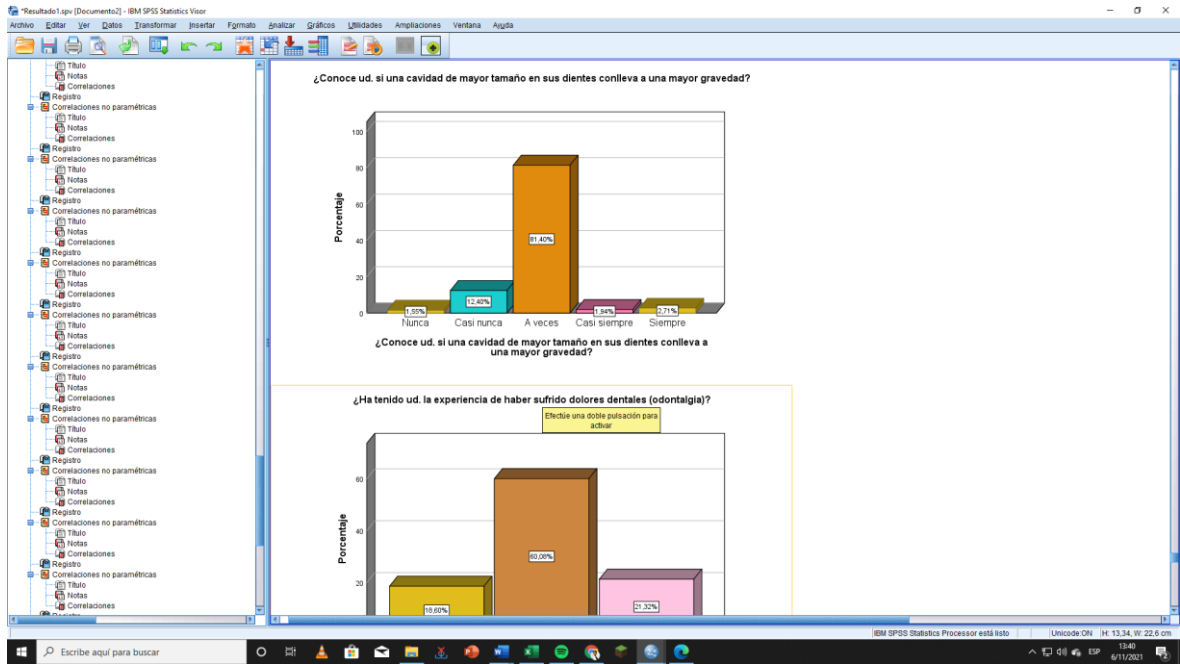 *Resultado1.spv [Documento2] - IBM SPSS Statistics Visor
Archivo Editar Ver Datos Transformar Insertar Formato Analizar Gráficos Utilidades Ampliaciones Ventana Ayuda
Título
Notas
Correlaciones
Registro
Correlaciones no paramétricas
Título
Notas
Correlaciones
Registro
Correlaciones no paramétricas
Título
Notas
Correlaciones
Registro
Correlaciones no paramétricas
Título
Notas
Correlaciones
Registro
Correlaciones no paramétricas
Título
Notas
Correlaciones
Registro
Correlaciones no paramétricas
Título
Notas
Correlaciones
Registro
Correlaciones no paramétricas
Título
Notas
Correlaciones
Registro
Correlaciones no paramétricas
Título
Notas
Correlaciones
Registro
Correlaciones no paramétricas
Título
Notas
Correlaciones
Registro
Correlaciones no paramétricas
Título
Notas
Correlaciones
Registro
Correlaciones no paramétricas
Título
Notas
Correlaciones
¿Conoce ud. si una cavidad de mayor tamaño en sus dientes conlleva a una mayor gravedad?
Porcentaje
100
80
60
40
20
0
81,40%
12,40%
1,55%
1,94%
2,71%
Nunca Casi nunca A veces Casi siempre Siempre
¿Conoce ud. si una cavidad de mayor tamaño en sus dientes conlleva a
una mayor gravedad?
¿Ha tenido ud. la experiencia de haber sufrido dolores dentales (odontalgia)?
Efectúe una doble pulsación para
activar
Porcentaje
60
40
20
60,08%
18,60%
21,32%
IBM SPSS Statistics Processor está listo Unicode:ON H: 13,34, W: 22,6 cm
Escribe aquí para buscar
ESP
13:40
6/11/2021